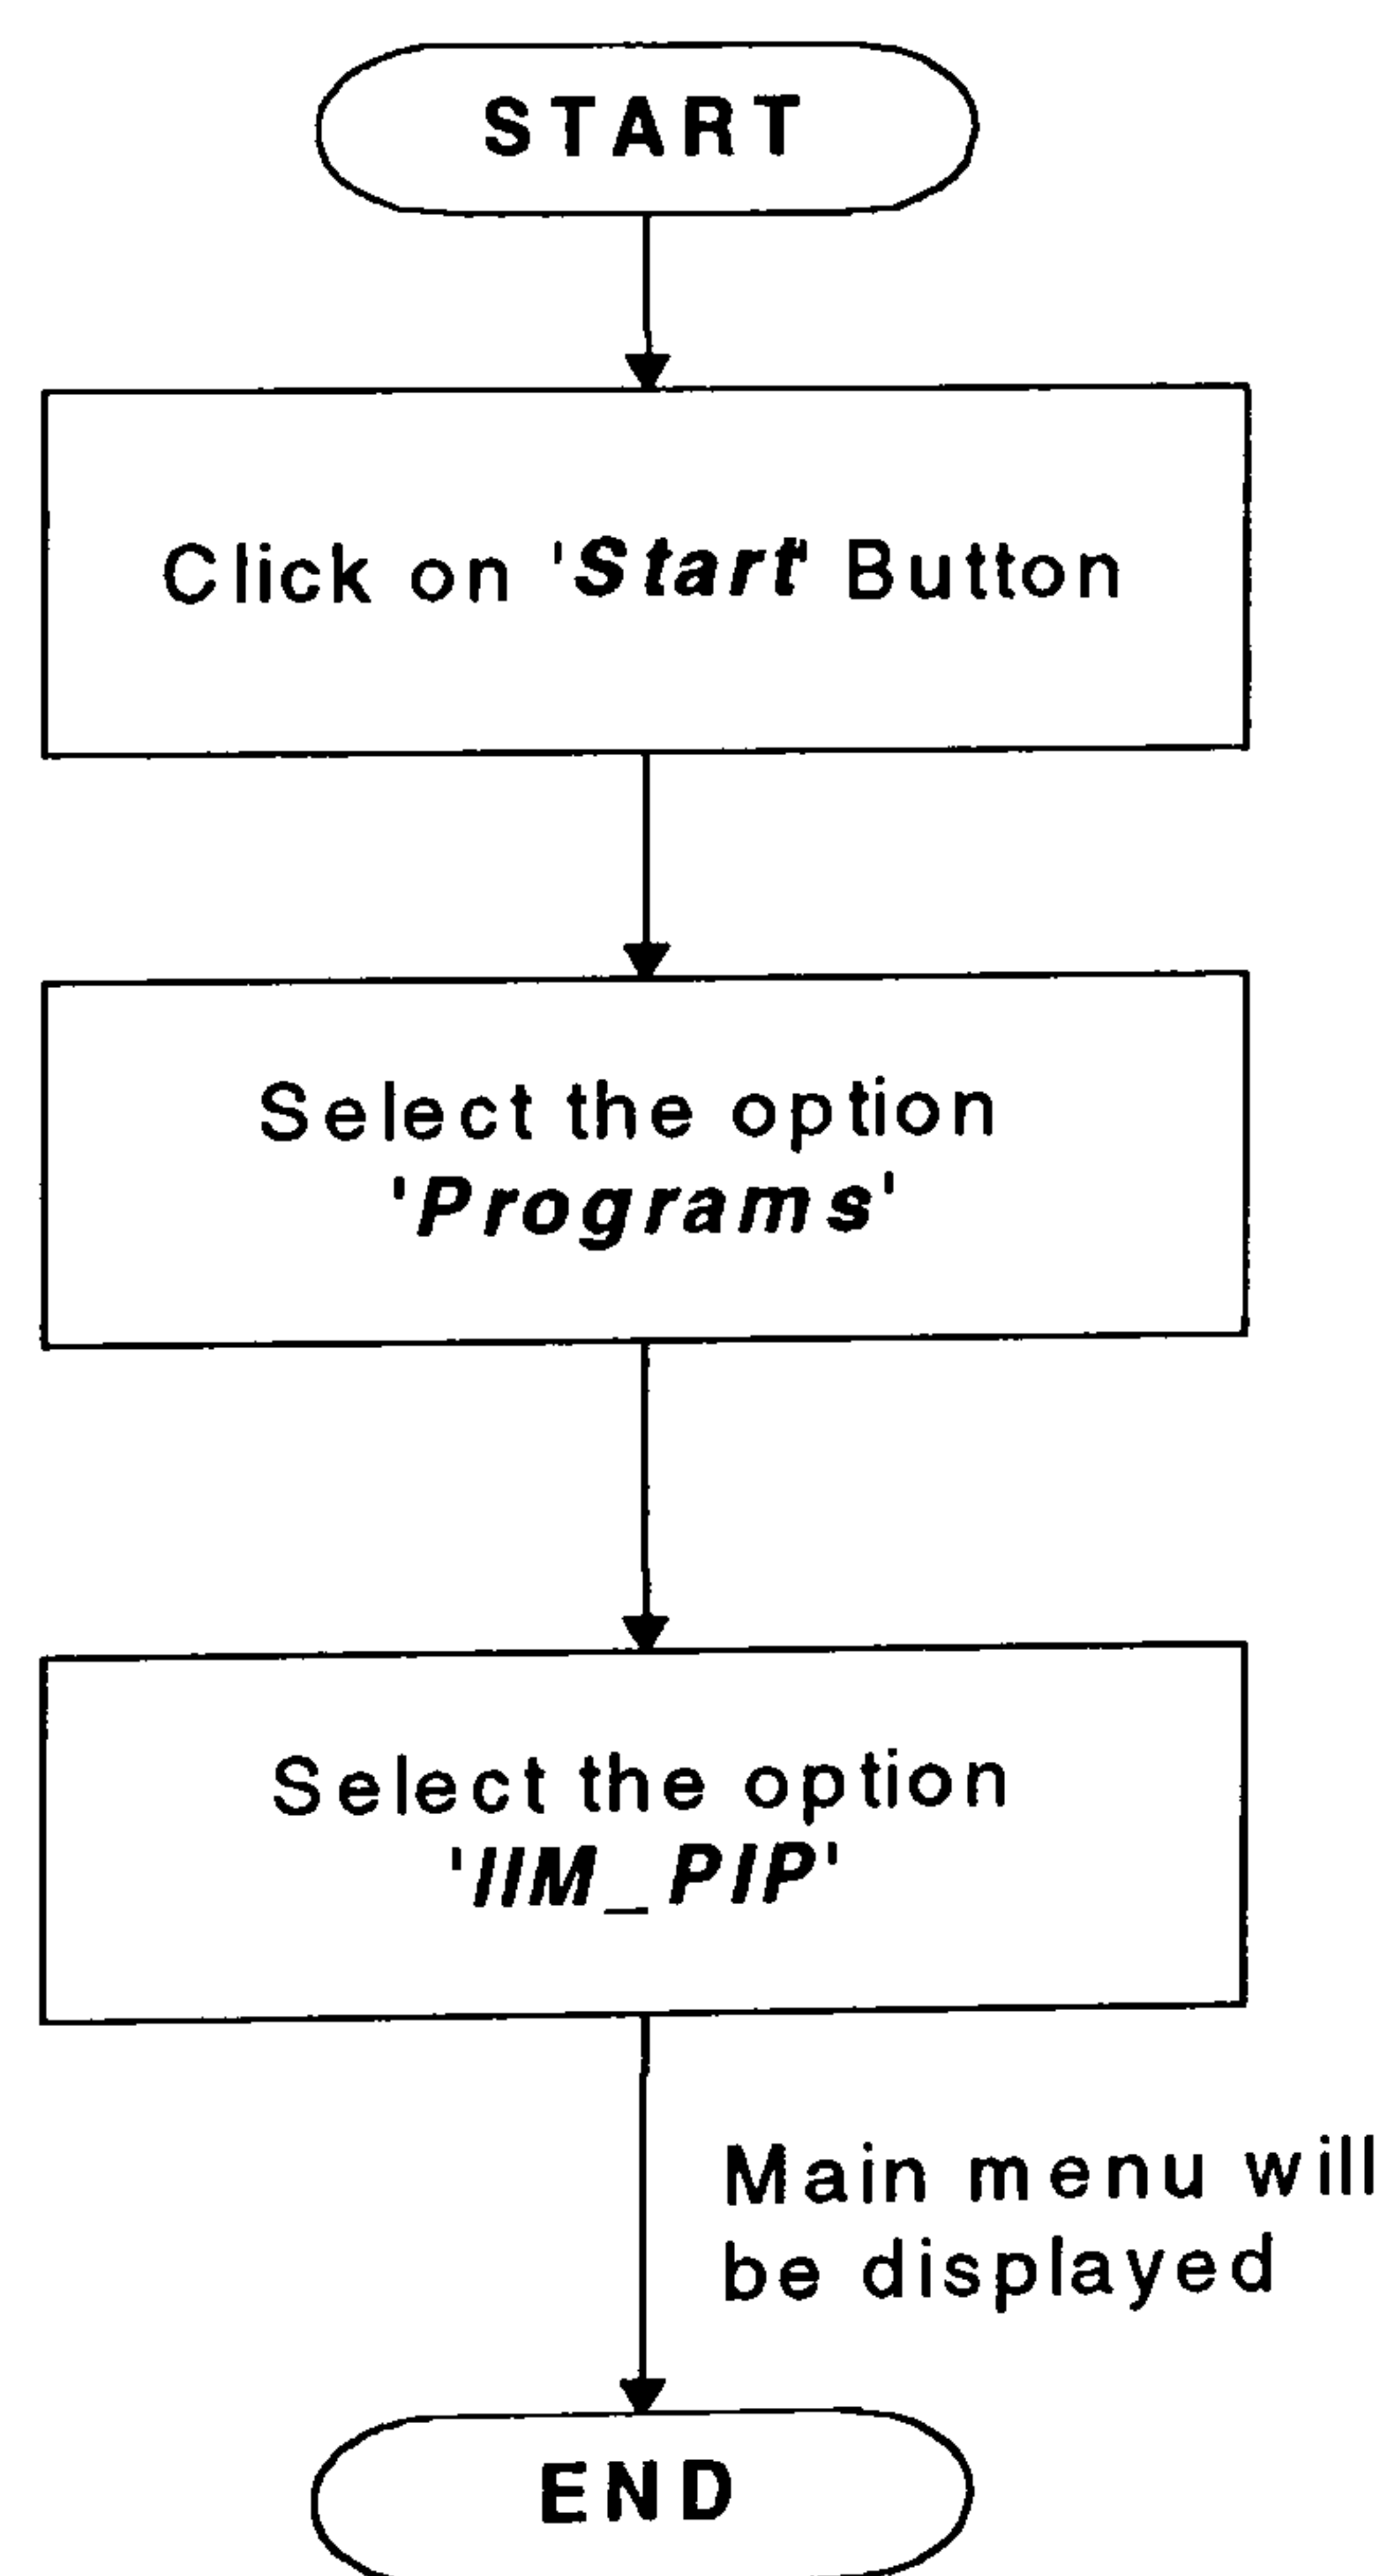 START
Click on 'Start' Button
Select the option
'Programs'
Select the option
'IIM_PIP'
Main menu will
be displayed
END